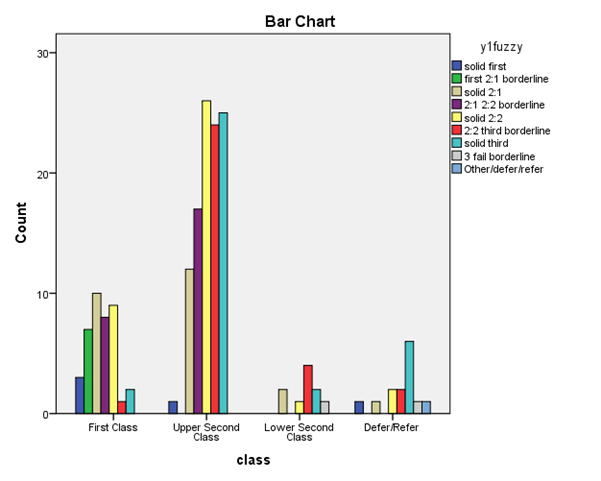 Bar Chart
y1fuzzy
solid first
first 2:1 borderline
solid 2:1
2:1 2:2 borderline
solid 2:2
2:2 third borderline
solid third
3 fail borderline
Other/defer/refer
30
20
10
0
Count
First Class
Upper Second
Class
Lower Second
Class
Defer/Refer
class